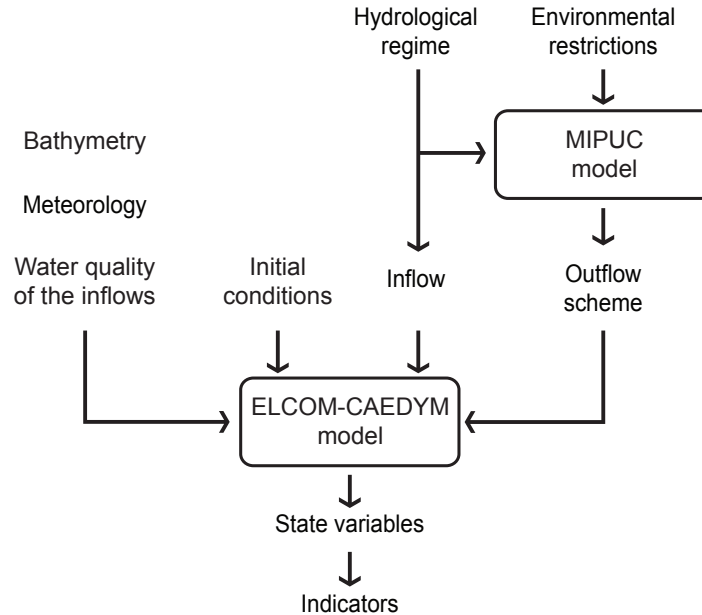 Hydrological
regime
Environmental
restrictions
MIPUC
model
Bathymetry
Meteorology
Water quality
of the inflows
Initial
conditions
Inflow
Outflow
scheme
ELCOM-CAEDYM
model
State variables
Indicators